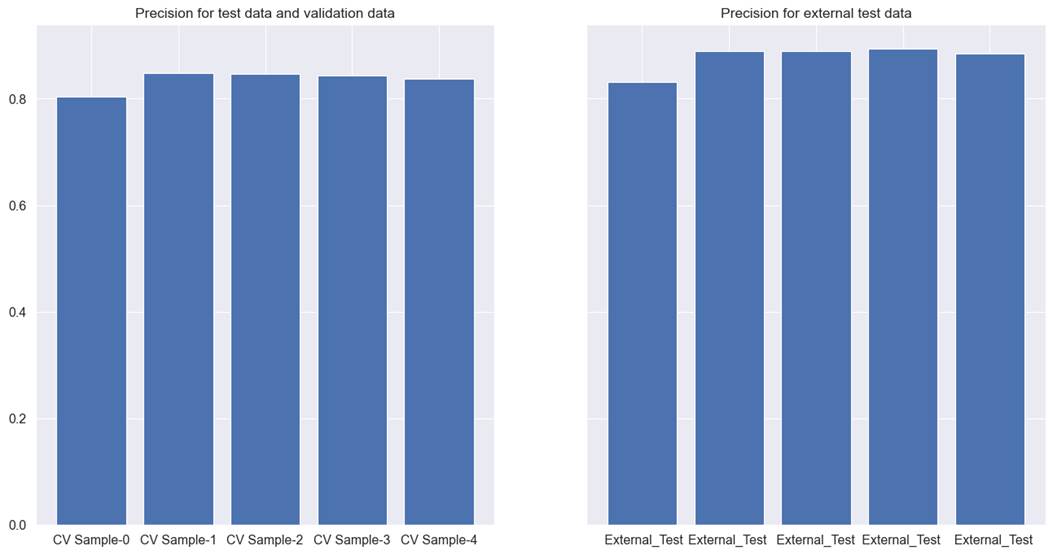 Precision for test data and validation data
0.8
0.6
0.4
0.2
0.0
CV Sample-0 CV Sample-1 CV Sample-2 CV Sample-3 CV Sample-4
Precision for external test data
External_Test External_Test External_Test External_Test External_Test